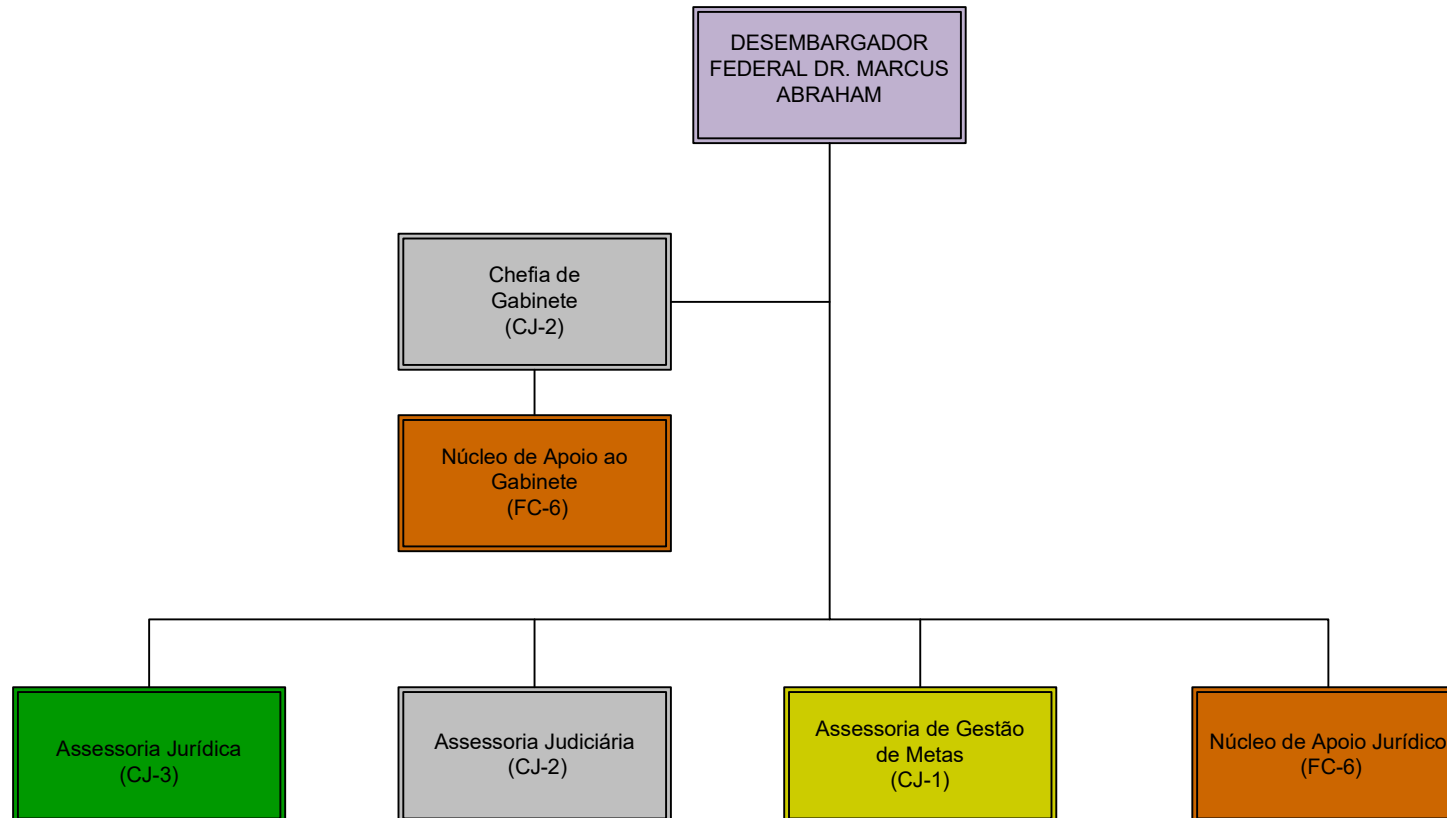 DESEMBARGADOR
FEDERAL DR. MARCUS
ABRAHAM
Chefia de
Gabinete
(CJ-2)
Núcleo de Apoio ao
Gabinete
(FC-6)
Assessoria Jurídica
(CJ-3)
Assessoria Judiciária
(CJ-2)
Assessoria de Gestão
de Metas
(CJ-1)
Núcleo de Apoio Jurídico
(FC-6)